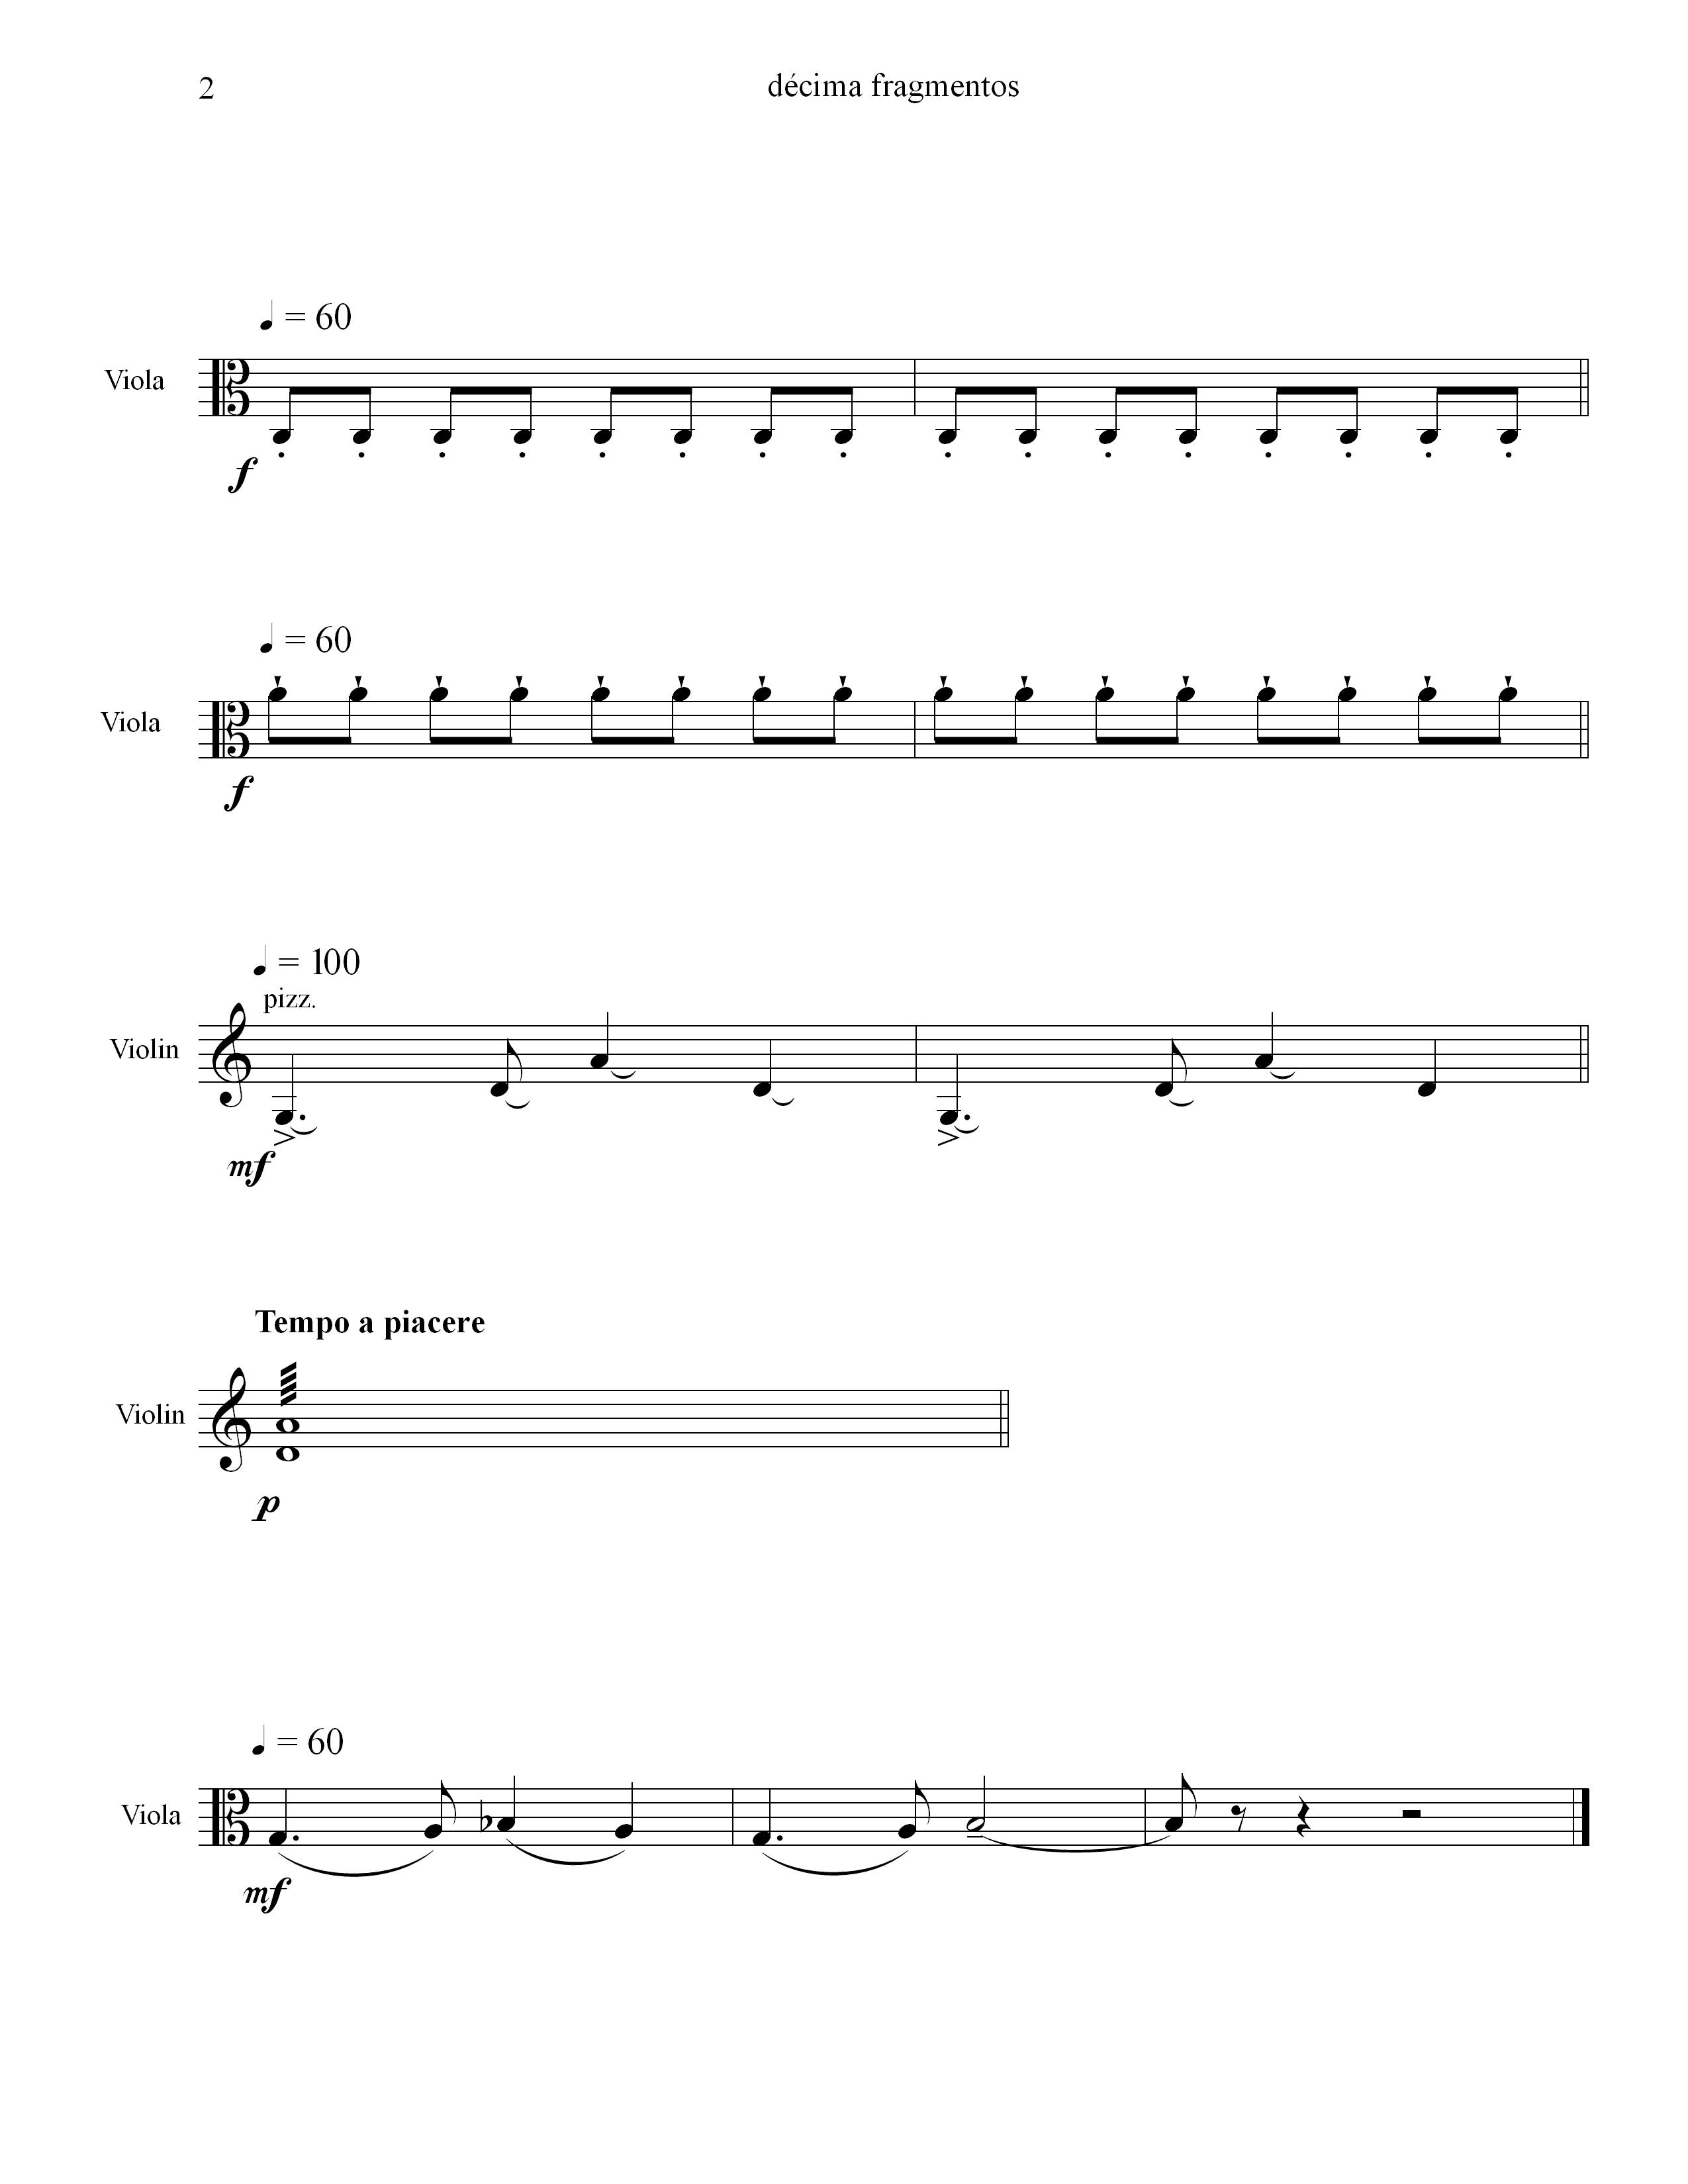 2 décima fragmentos
♩ = 60
Viola
f
♩ = 60
Viola
f
♩ = 100
pizz.
Violin
mf
Tempo a piacere
Violin
p
♩ = 60
Viola
mf